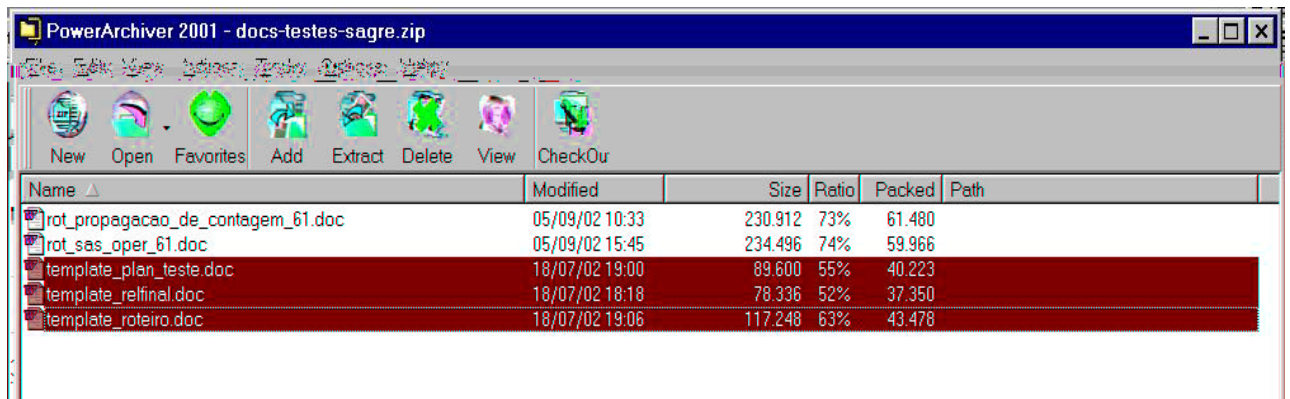 PowerArchiver 2001 - docs-testes-sagre.zip
New Open Favorites Add Extract Delete View CheckOu
Name Modified Size Ratio Packed Path
rot_propagacao_de_contagem_61.doc 05/09/02 10:33 230.912 73% 61.480
rot_sas_oper_61.doc 05/09/02 15:45 234.496 74% 59.966
template_plan_teste.doc 18/07/02 19:00 89.600 55% 40.223
template_relfinal.doc 18/07/02 18:18 78.336 52% 37.350
template_roteiro.doc 18/07/02 19:06 117.248 63% 43.478